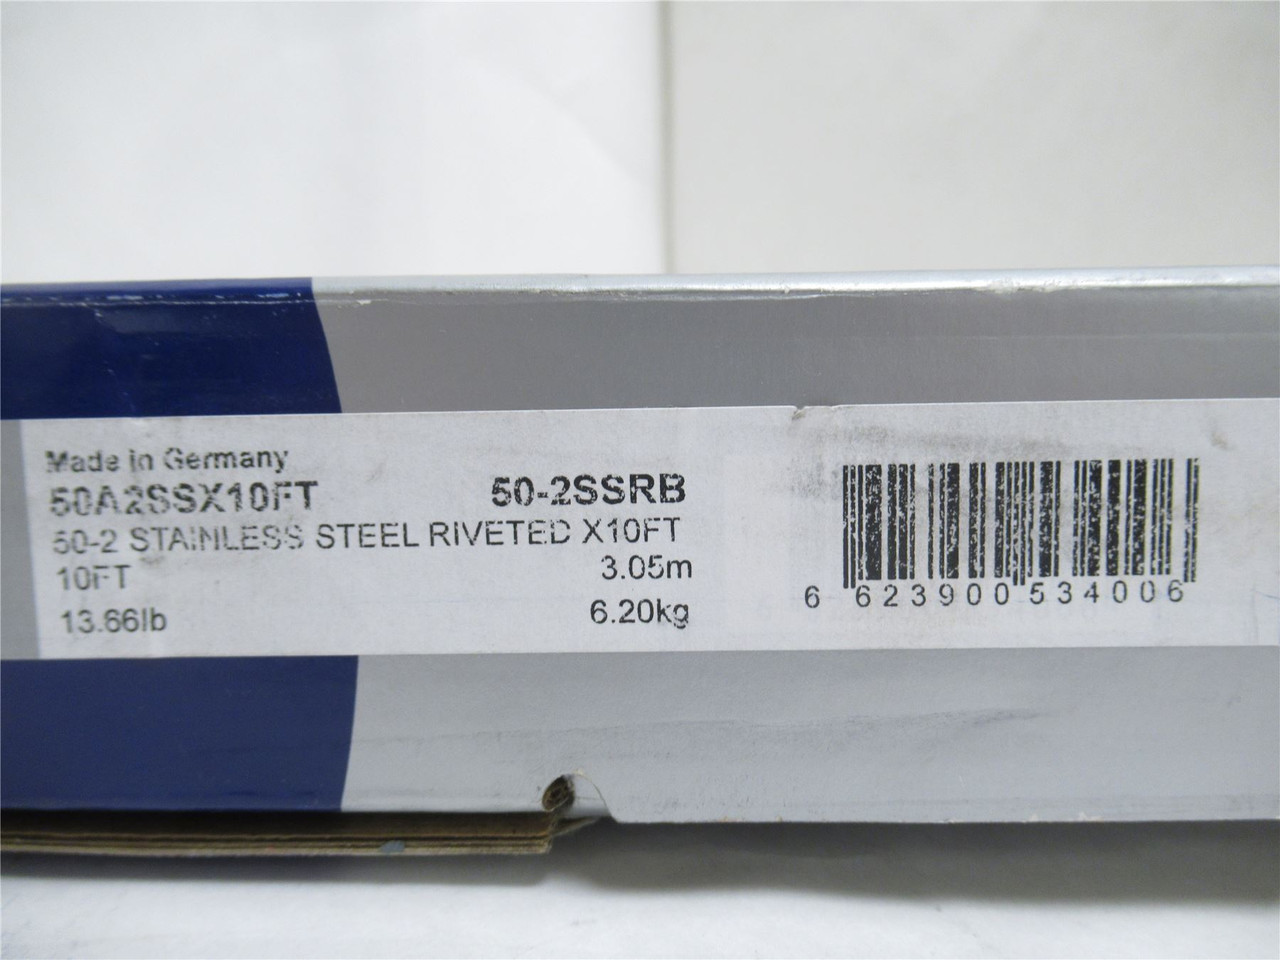 Made in Germany
50A2SSX10FT 50-2SSRB
50-2 STAINLESS STEEL RIVETED X10FT
10FT 3.05m
13.66lb 6.20kg
6 623900 534006